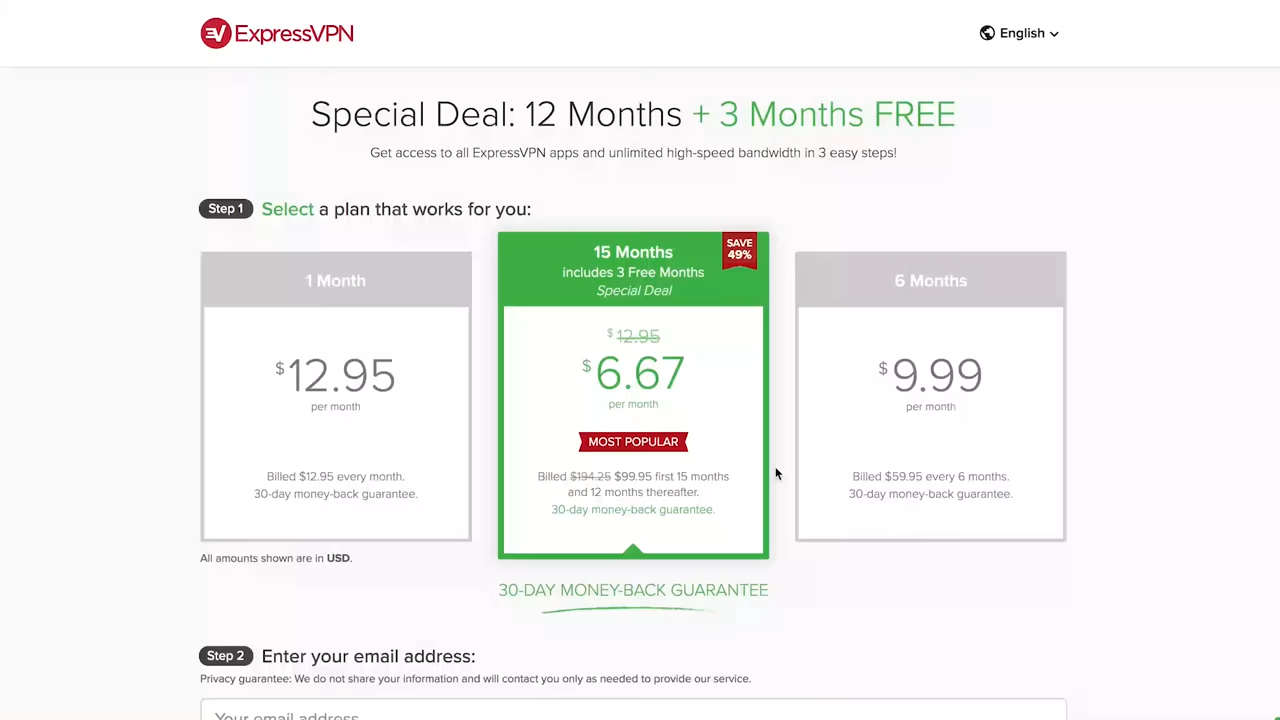 ExpressVPN
English
Special Deal: 12 Months + 3 Months FREE
Get access to all ExpressVPN apps and unlimited high-speed bandwidth in 3 easy steps!
Step 1 Select a plan that works for you:
1 Month
$12.95
per month
Billed $12.95 every month.
30-day money-back guarantee.
15 Months
includes 3 Free Months
Special Deal
SAVE
49%
$12.95
$6.67
per month
MOST POPULAR
Billed $194.25 $99.95 first 15 months
and 12 months thereafter.
30-day money-back guarantee.
6 Months
$9.99
per month
Billed $59.95 every 6 months.
30-day money-back guarantee.
All amounts shown are in USD.
30-DAY MONEY-BACK GUARANTEE
Step 2 Enter your email address:
Privacy guarantee: We do not share your information and will contact you only as needed to provide our service.
Your email address